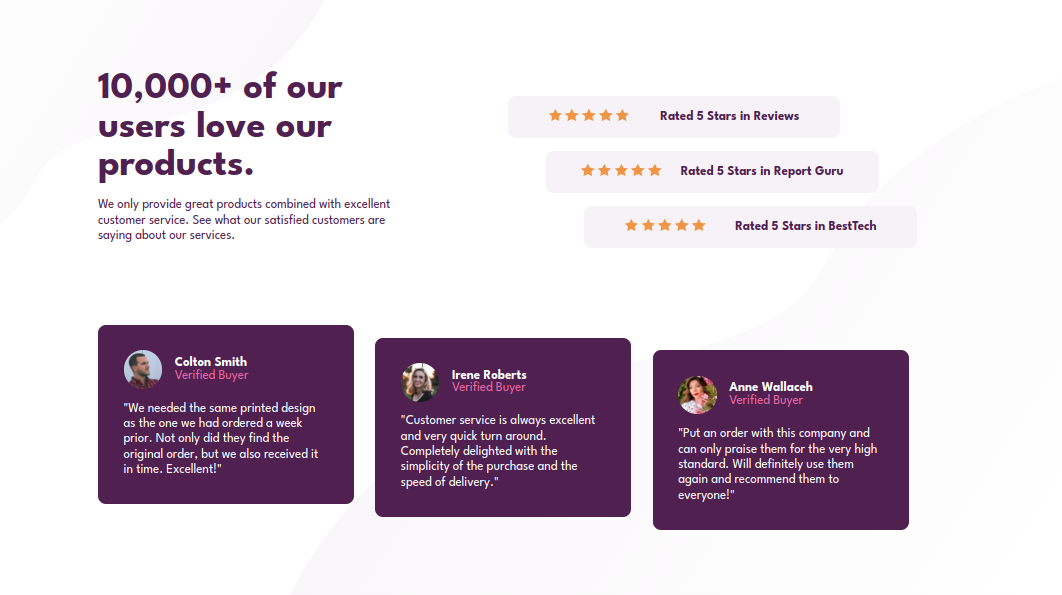 10,000+ of our
users love our
products.
We only provide great products combined with excellent
customer service. See what our satisfied customers are
saying about our services.
Rated 5 Stars in Reviews
Rated 5 Stars in Report Guru
Rated 5 Stars in BestTech
Colton Smith
Verified Buyer
"We needed the same printed design
as the one we had ordered a week
prior. Not only did they find the
original order, but we also received it
in time. Excellent!"
Irene Roberts
Verified Buyer
"Customer service is always excellent
and very quick turn around.
Completely delighted with the
simplicity of the purchase and the
speed of delivery."
Anne Wallaceh
Verified Buyer
"Put an order with this company and
can only praise them for the very high
standard. Will definitely use them
again and recommend them to
everyone!"